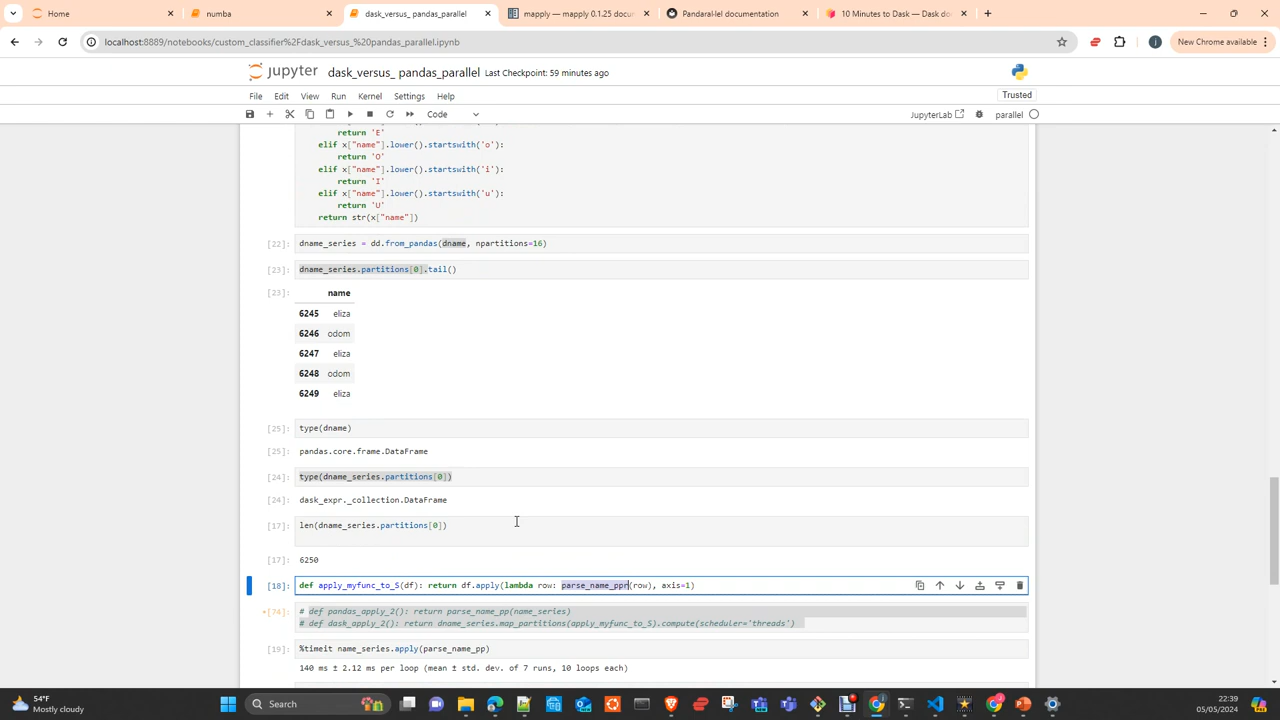 Home
numba
dask_versus_ pandas_parallel
mapply — mapply 0.1.25 docu
Pandaral·lel documentation
10 Minutes to Dask — Dask do
localhost:8889/notebooks/custom_classifier%2Fdask_versus_%20pandas_parallel.ipynb
New Chrome available
jupyter dask_versus_ pandas_parallel Last Checkpoint: 59 minutes ago
File Edit View Run Kernel Settings Help
Trusted
Code
JupyterLab
parallel
return 'E'
elif x["name"].lower().startswith('o'):
return 'O'
elif x["name"].lower().startswith('i'):
return 'I'
elif x["name"].lower().startswith('u'):
return 'U'
return str(x["name"])
[22]: dname_series = dd.from_pandas(dname, npartitions=16)
[23]: dname_series.partitions[0].tail()
[23]: name
6245 eliza
6246 odom
6247 eliza
6248 odom
6249 eliza
[25]: type(dname)
[25]: pandas.core.frame.DataFrame
[24]: type(dname_series.partitions[0])
[24]: dask_expr._collection.DataFrame
[17]: len(dname_series.partitions[0])
[17]: 6250
[18]: def apply_myfunc_to_S(df): return df.apply(lambda row: parse_name_ppr(row), axis=1)
[74]: # def pandas_apply_2(): return parse_name_pp(name_series)
# def dask_apply_2(): return dname_series.map_partitions(apply_myfunc_to_S).compute(scheduler='threads')
[19]: %timeit name_series.apply(parse_name_pp)
140 ms ± 2.12 ms per loop (mean ± std. dev. of 7 runs, 10 loops each)
54°F
Mostly cloudy
Search
22:39
05/05/2024